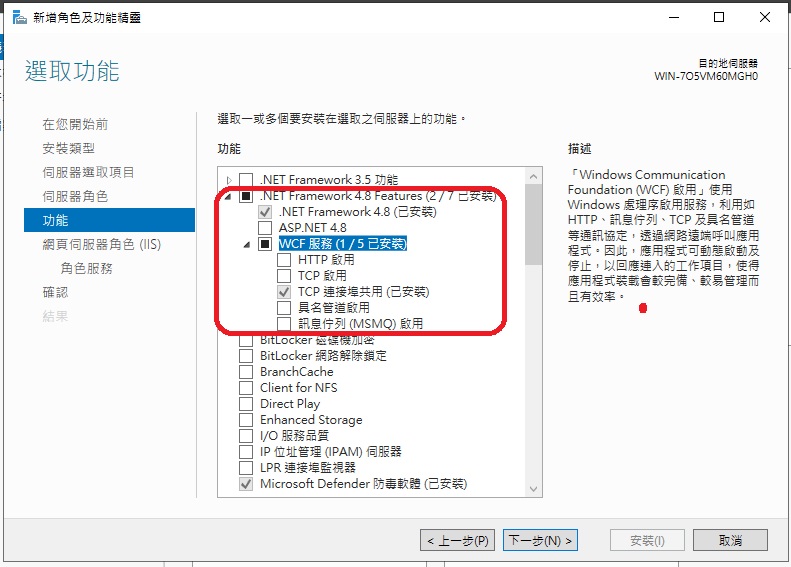 新增角色及功能精靈
選取功能
目的地伺服器
WIN-7O5VM60MGH0
在您開始前
安裝類型
伺服器選取項目
伺服器角色
功能
網頁伺服器角色 (IIS)
角色服務
確認
結果
選取一或多個要安裝在選取之伺服器上的功能。
功能
.NET Framework 3.5 功能
.NET Framework 4.8 Features (2 / 7 已安裝)
.NET Framework 4.8 (已安裝)
ASP.NET 4.8
WCF 服務 (1 / 5 已安裝)
HTTP 啟用
TCP 啟用
TCP 連接埠共用 (已安裝)
具名管道啟用
訊息佇列 (MSMQ) 啟用
BitLocker 磁碟機加密
BitLocker 網路解除鎖定
BranchCache
Client for NFS
Direct Play
Enhanced Storage
I/O 服務品質
IP 位址管理 (IPAM) 伺服器
LPR 連接埠監視器
Microsoft Defender 防毒軟體 (已安裝)
描述
「Windows Communication
Foundation (WCF) 啟用」使用
Windows 處理序啟用服務，利用如
HTTP、訊息佇列、TCP 及具名管道
等通訊協定，透過網路遠端呼叫應用
程式。因此，應用程式可動態啟動及
停止，以回應連入的工作項目，使得
應用程式裝載會較完備、較易管理而
且有效率。
< 上一步(P)
下一步(N) >
安裝(I)
取消